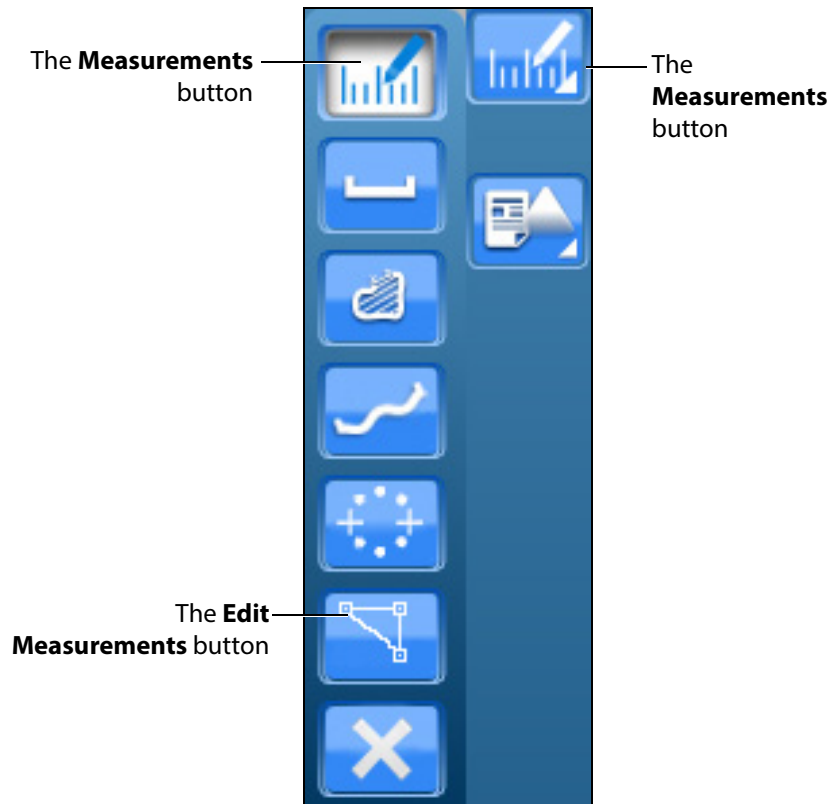 The Measurements
button
The
Measurements
button
The Edit
Measurements button